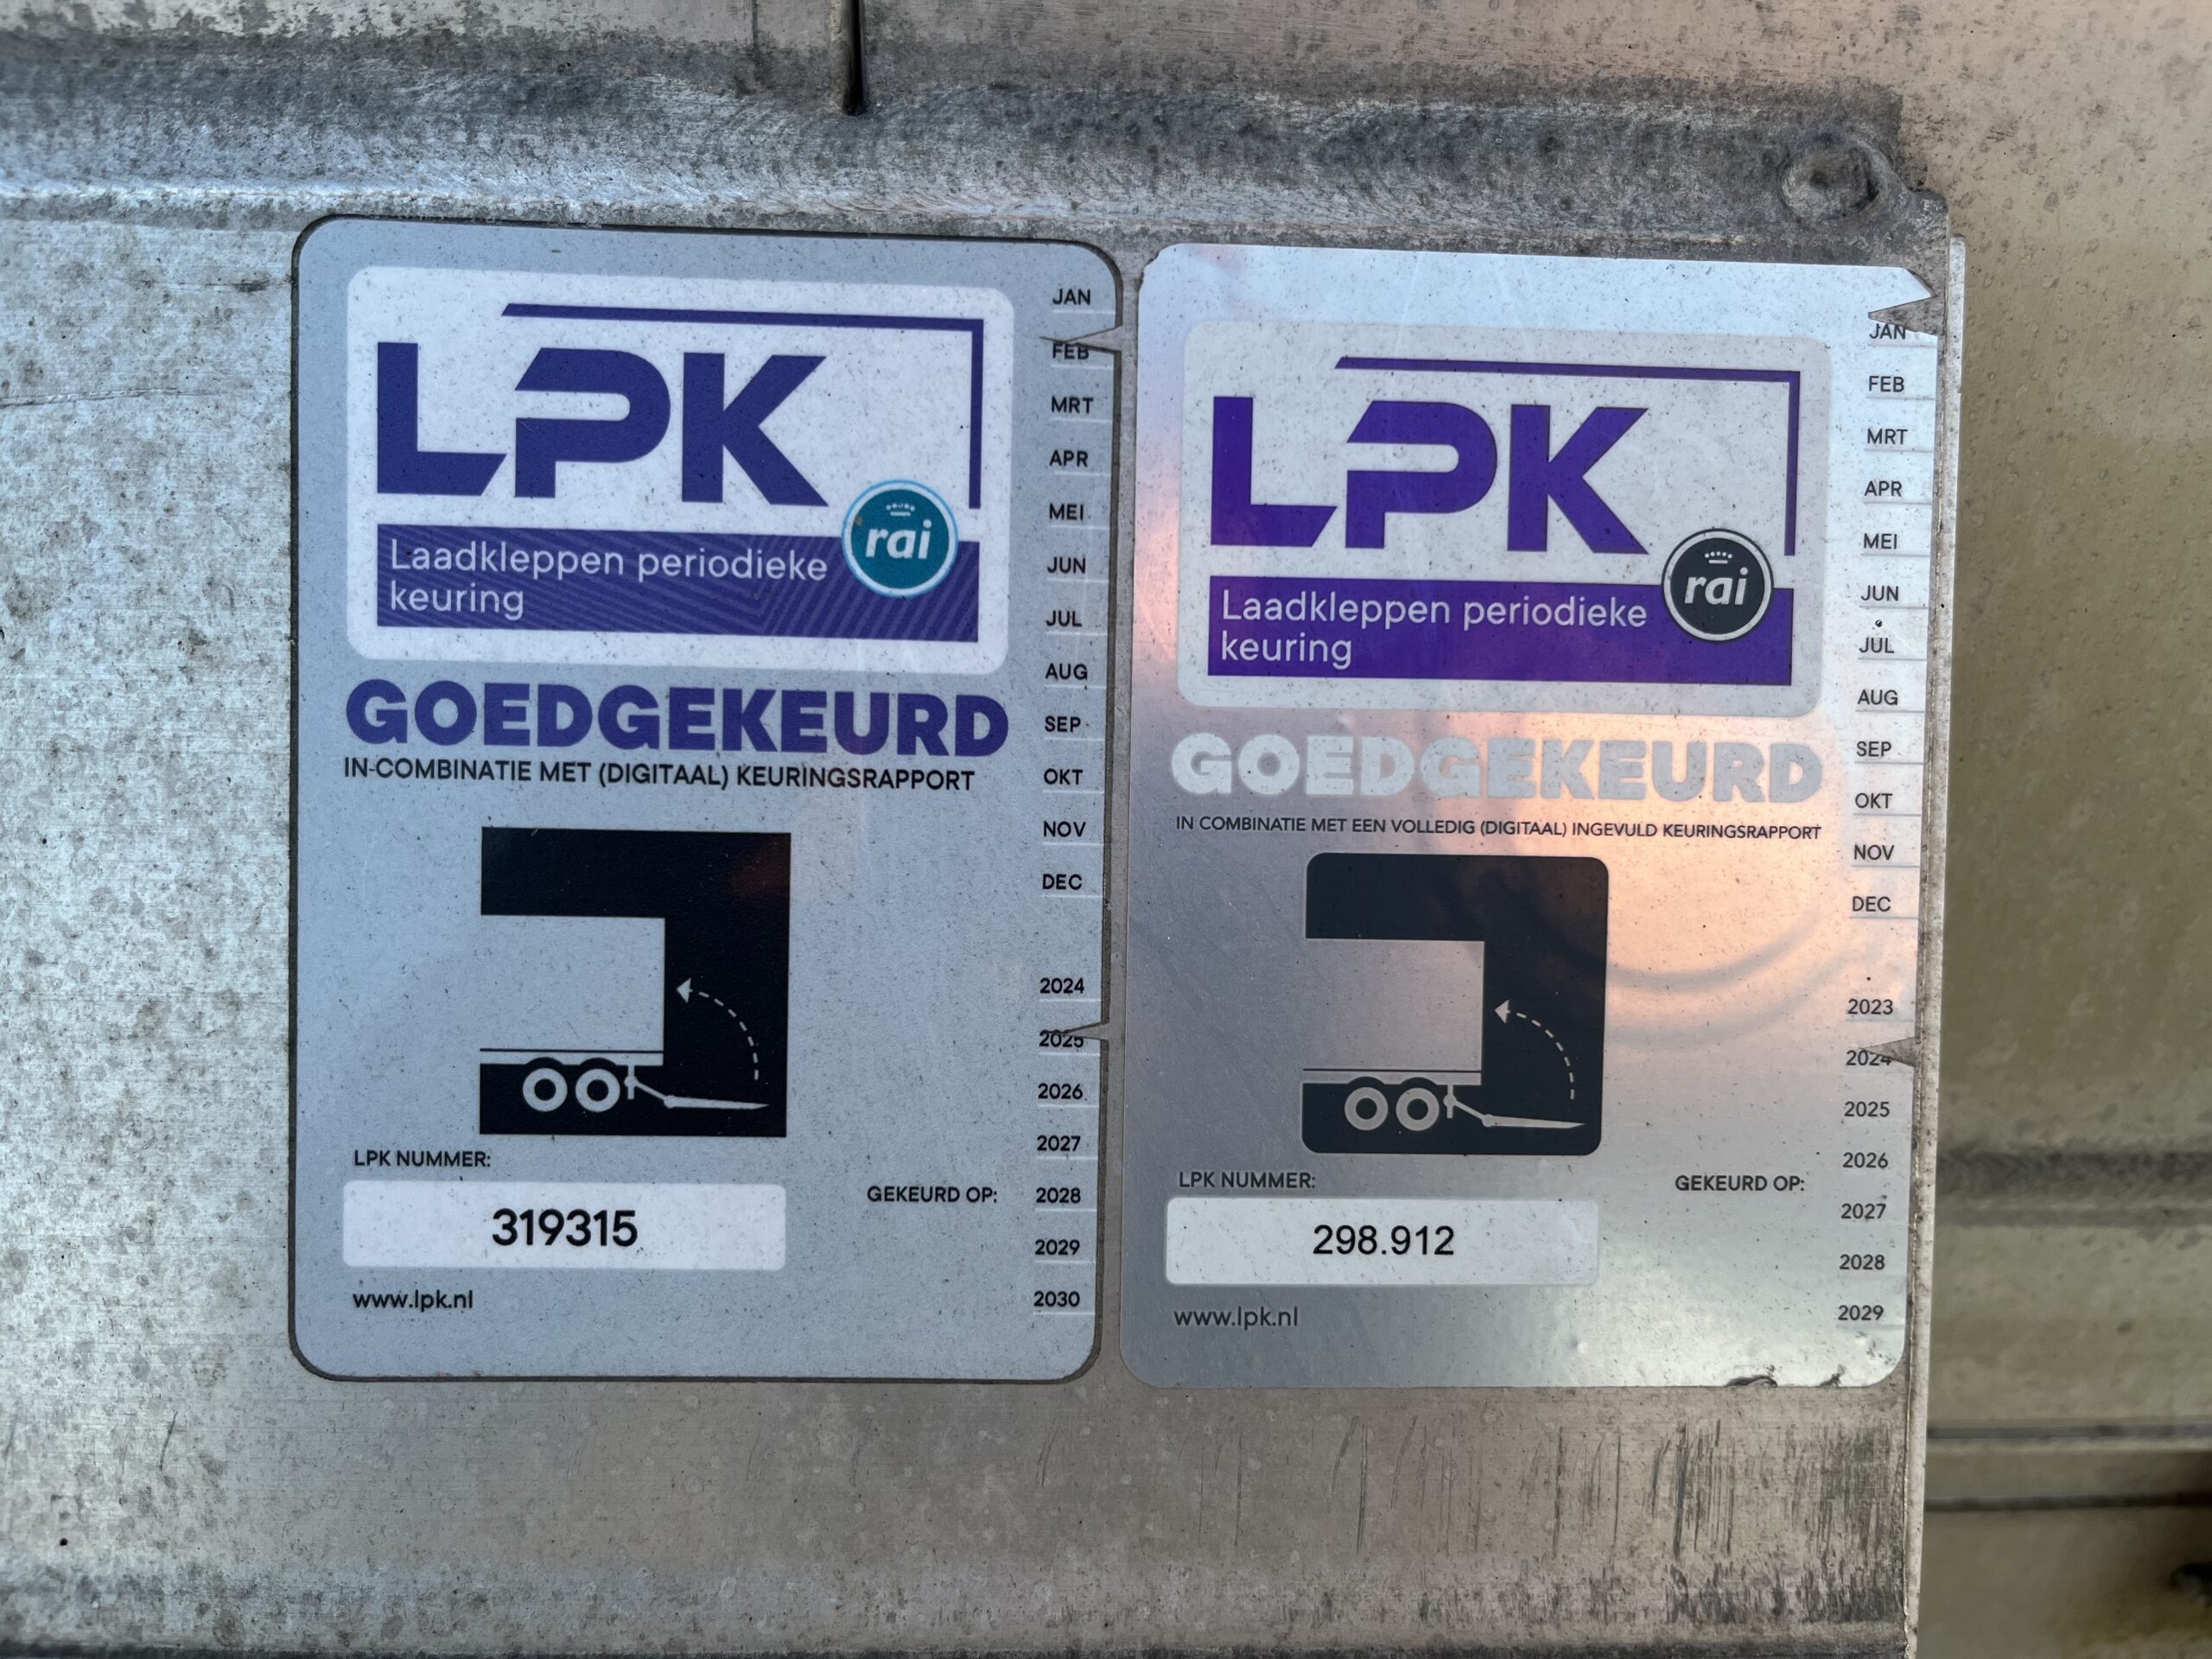 LPK
rai
Laadkleppen periodieke
keuring
GOEDGEKEURD
IN COMBINATIE MET (DIGITAAL) KEURINGSRAPPORT
JAN
FEB
MRT
APR
MEI
JUN
JUL
AUG
SEP
OKT
NOV
DEC
2024
2025
2026
2027
GEKEURD OP: 2028
2029
2030
LPK NUMMER:
319315
www.lpk.nl
LPK
rai
Laadkleppen periodieke
keuring
GOEDGEKEURD
IN COMBINATIE MET EEN VOLLEDIG (DIGITAAL) INGEVULD KEURINGSRAPPORT
JAN
FEB
MRT
APR
MEI
JUN
JUL
AUG
SEP
OKT
NOV
DEC
2023
2024
2025
2026
GEKEURD OP:
2027
2028
2029
LPK NUMMER:
298.912
www.lpk.nl